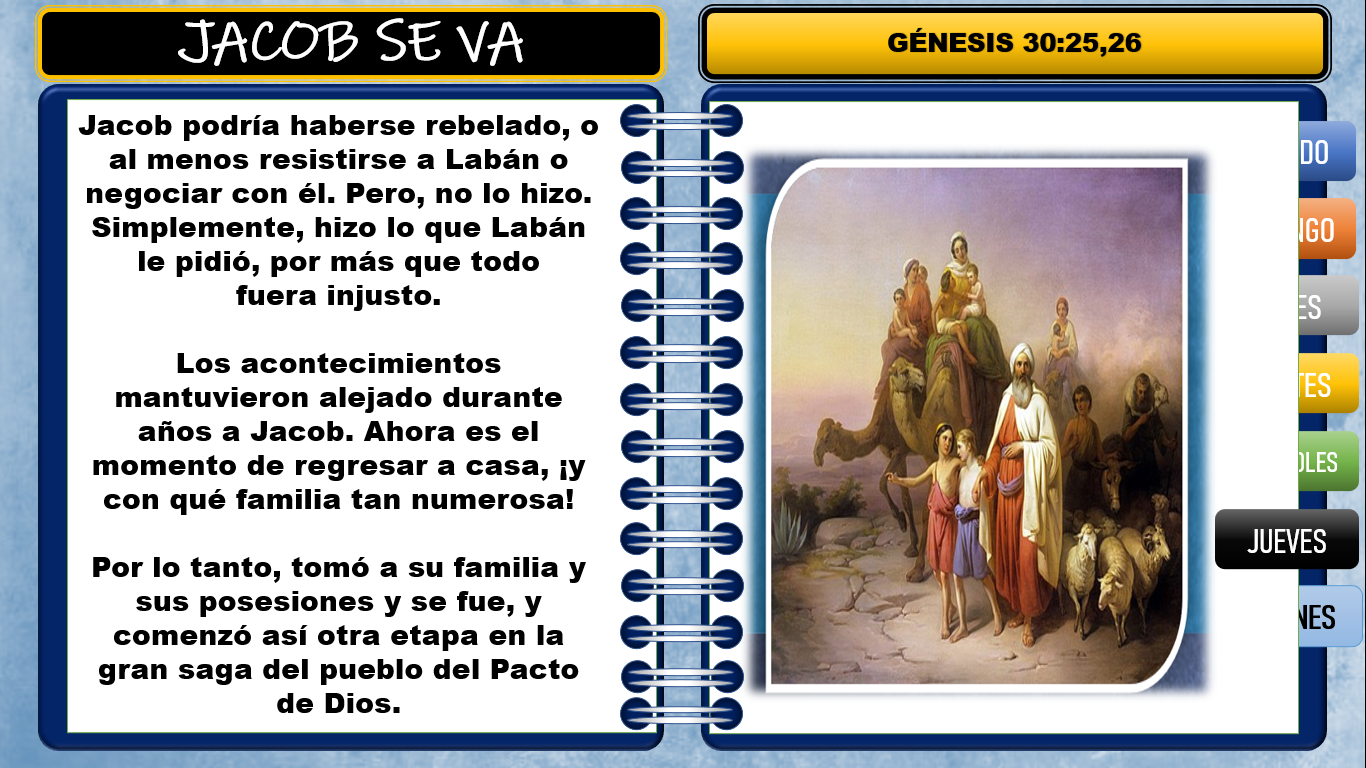 JACOB SE VA
GÉNESIS 30:25,26
Jacob podría haberse rebelado, o
al menos resistirse a Labán o
negociar con él. Pero, no lo hizo.
Simplemente, hizo lo que Labán
le pidió, por más que todo
fuera injusto.
Los acontecimientos
mantuvieron alejado durante
años a Jacob. Ahora es el
momento de regresar a casa, ¡y
con qué familia tan numerosa!
Por lo tanto, tomó a su familia y
sus posesiones y se fue, y
comenzó así otra etapa en la
gran saga del pueblo del Pacto
de Dios.
DO
NGO
ES
TES
OLES
JUEVES
NES